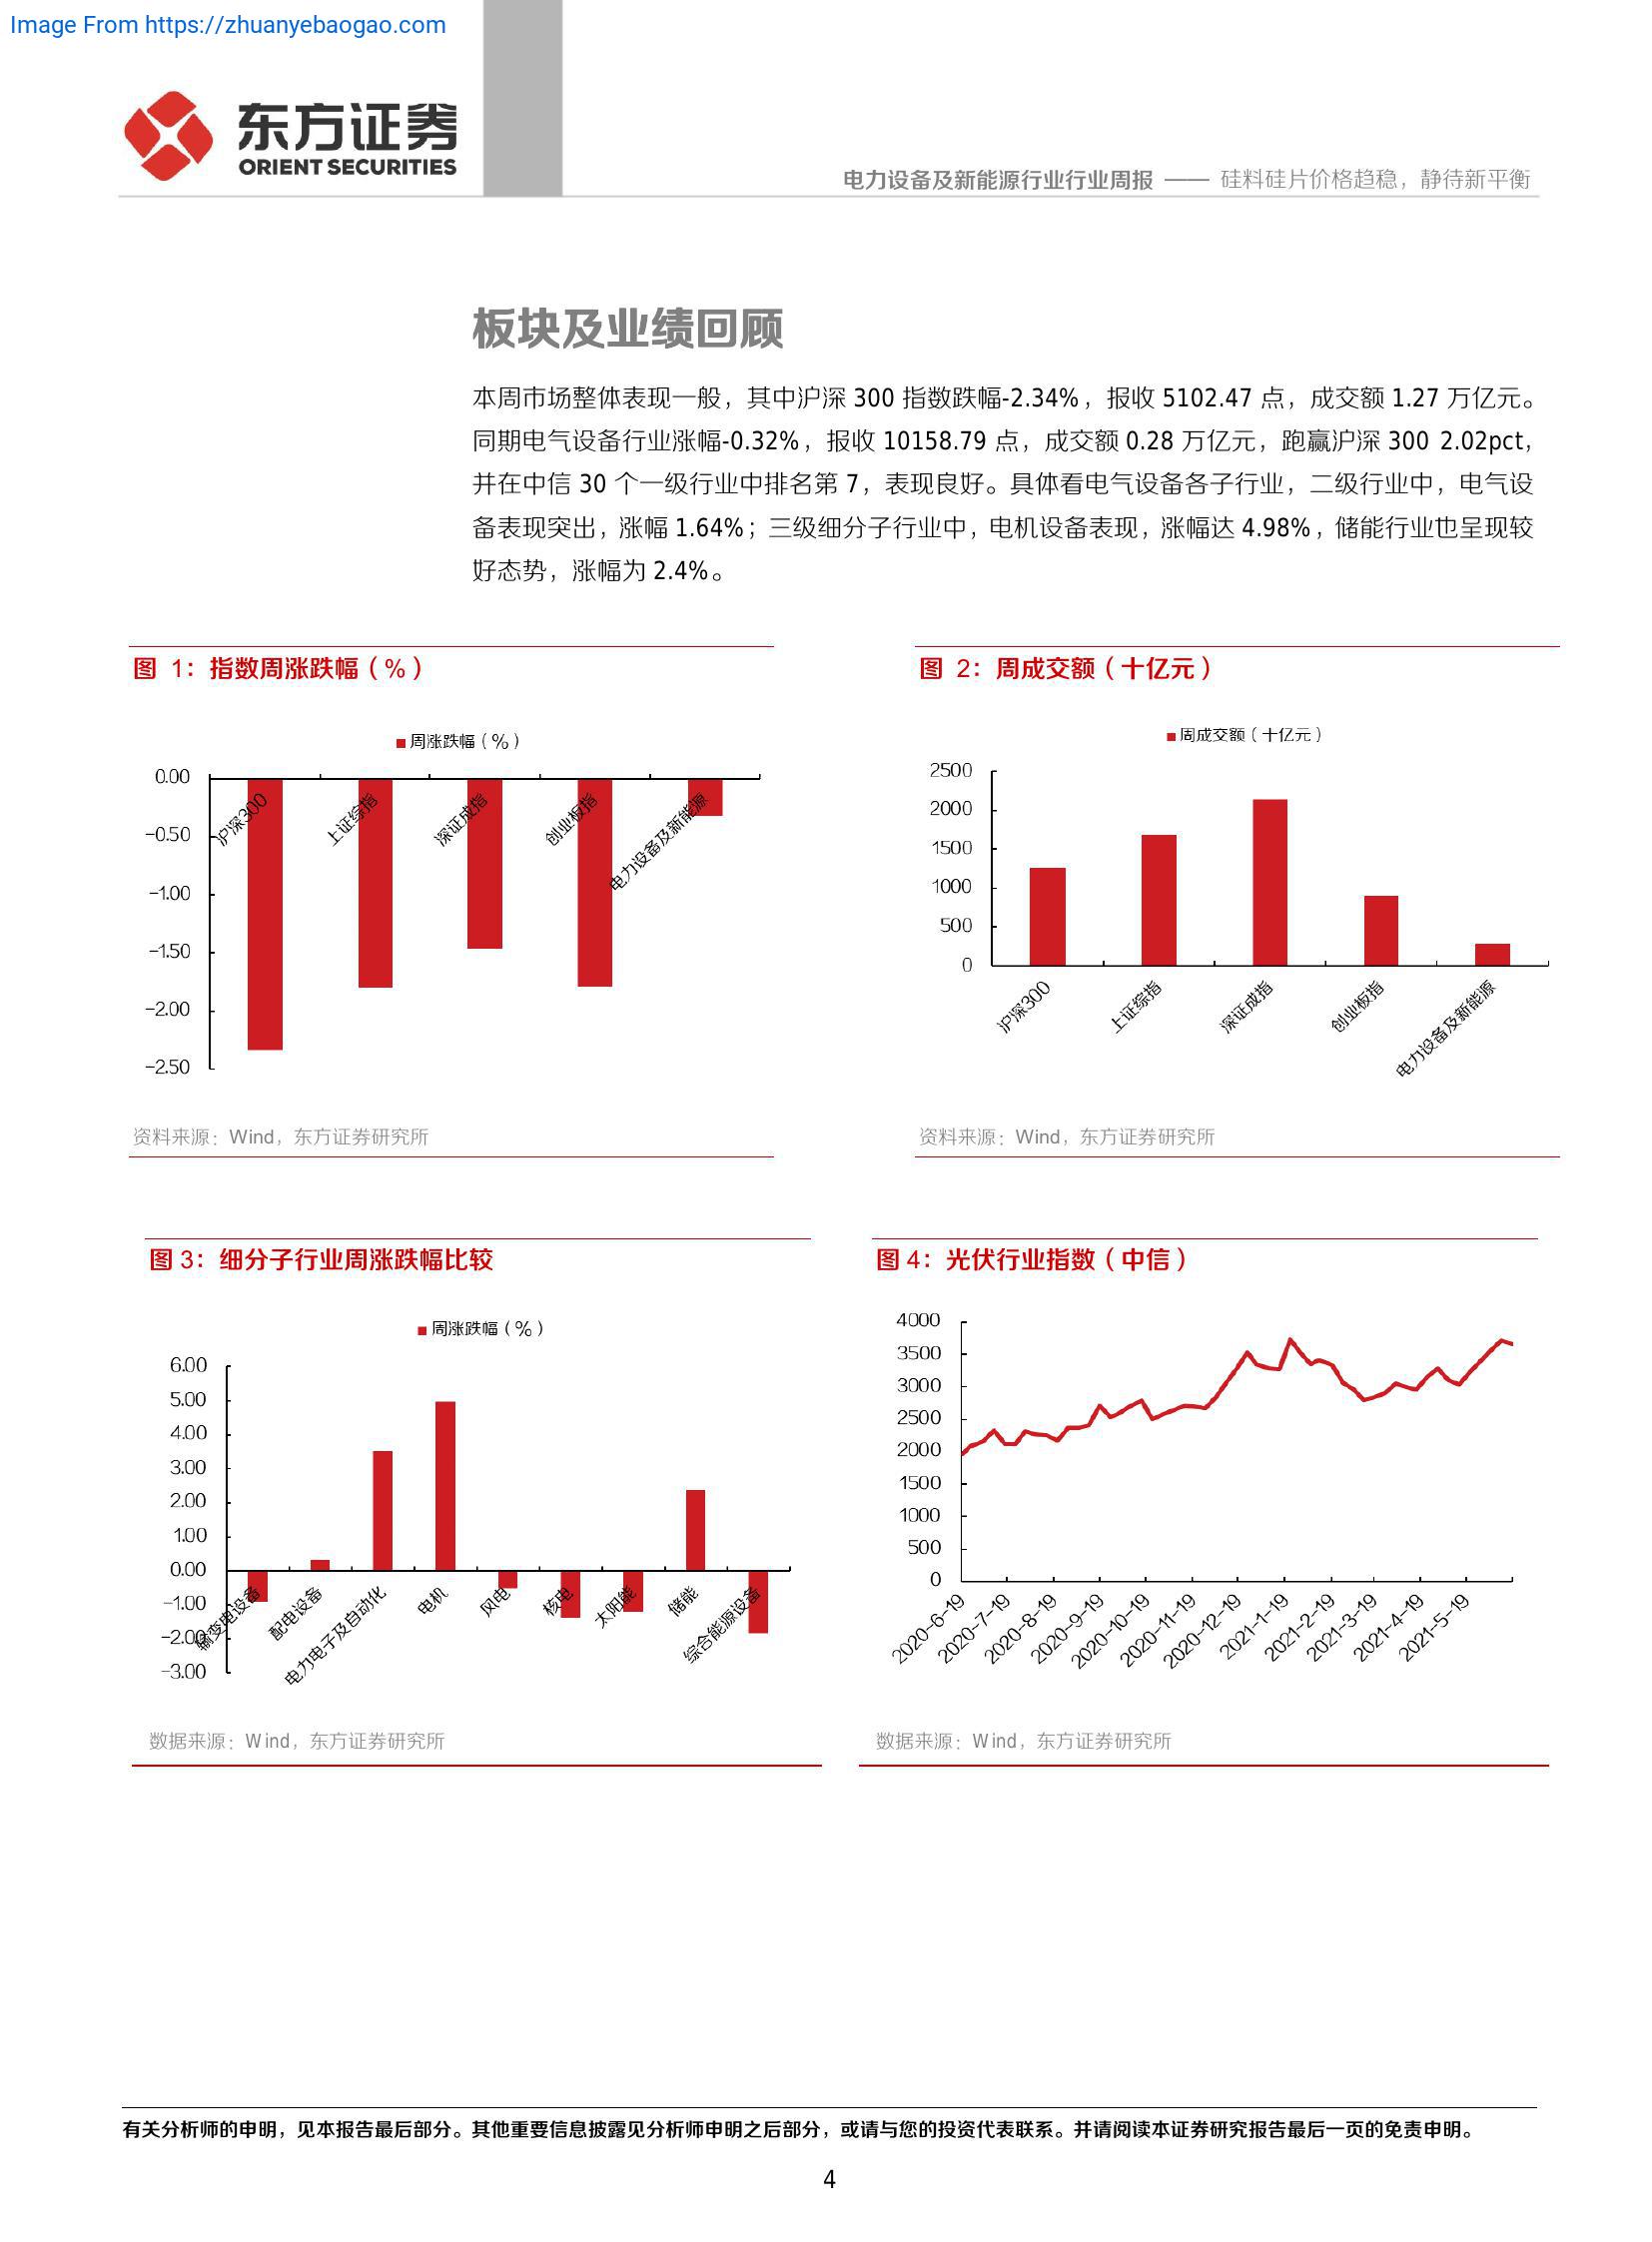 Image From https://zhuanyebaogao.com
东方证券
ORIENT SECURITIES
电力设备及新能源行业行业周报 —— 硅料硅片价格趋稳，静待新平衡
板块及业绩回顾
本周市场整体表现一般，其中沪深 300 指数跌幅-2.34%，报收 5102.47 点，成交额 1.27 万亿元。
同期电气设备行业涨幅-0.32%，报收 10158.79 点，成交额 0.28 万亿元，跑赢沪深 300 2.02pct，
并在中信 30 个一级行业中排名第 7，表现良好。具体看电气设备各子行业，二级行业中，电气设
备表现突出，涨幅 1.64%；三级细分子行业中，电机设备表现，涨幅达 4.98%，储能行业也呈现较
好态势，涨幅为 2.4%。
图 1：指数周涨跌幅（%）
周涨跌幅（%）
0.00
-0.50
-1.00
-1.50
-2.00
-2.50
沪深300
上证综指
深证成指
创业板指
电力设备及新能源
资料来源：Wind，东方证券研究所
图 2：周成交额（十亿元）
周成交额（十亿元）
2500
2000
1500
1000
500
0
沪深300
上证综指
深证成指
创业板指
电力设备及新能源
资料来源：Wind，东方证券研究所
图 3：细分子行业周涨跌幅比较
周涨跌幅（%）
6.00
5.00
4.00
3.00
2.00
1.00
0.00
-1.00
-2.00
-3.00
输变电设备
配电设备
电力电子及自动化
电机
风电
核电
太阳能
储能
综合能源设备
数据来源：Wind，东方证券研究所
图 4：光伏行业指数（中信）
4000
3500
3000
2500
2000
1500
1000
500
0
2020-6-19
2020-7-19
2020-8-19
2020-9-19
2020-10-19
2020-11-19
2020-12-19
2021-1-19
2021-2-19
2021-3-19
2021-4-19
2021-5-19
数据来源：Wind，东方证券研究所
有关分析师的申明，见本报告最后部分。其他重要信息披露见分析师申明之后部分，或请与您的投资代表联系。并请阅读本证券研究报告最后一页的免责申明。
4